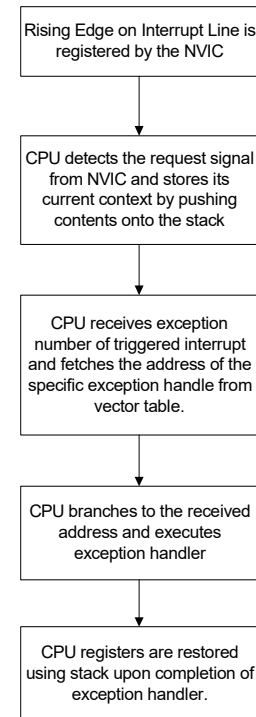 Rising Edge on Interrupt Line is
registered by the NVIC
CPU detects the request signal
from NVIC and stores its
current context by pushing
contents onto the stack
CPU receives exception
number of triggered interrupt
and fetches the address of the
specific exception handle from
vector table.
CPU branches to the received
address and executes
exception handler
CPU registers are restored
using stack upon completion of
exception handler.